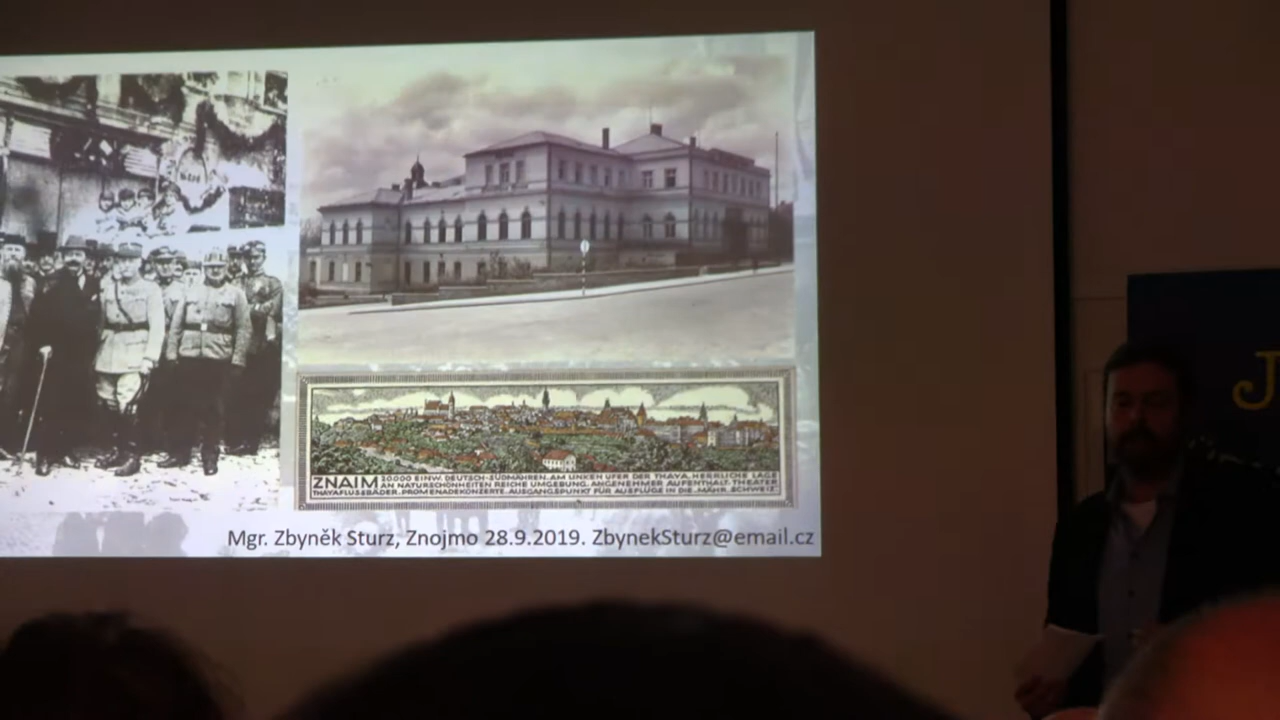 ZNAIM 20.000 EINW. DEUTSCH-SÜDMÄHREN. AM LINKEN UFER DER THAYA. HERRLICHE LAGE
AN NATURSCHÖNHEITEN REICHE UMGEBUNG. ANGENEHMER AUFENTHALT. THEATER
THAYAFLUSSBÄDER. PROMENADEKONZERTE. AUSGANGSPUNKT FÜR AUSFLÜGE IN DIE MÄHR. SCHWEIZ
Mgr. Zbyněk Sturz, Znojmo 28.9.2019. ZbynekSturz@email.cz
J